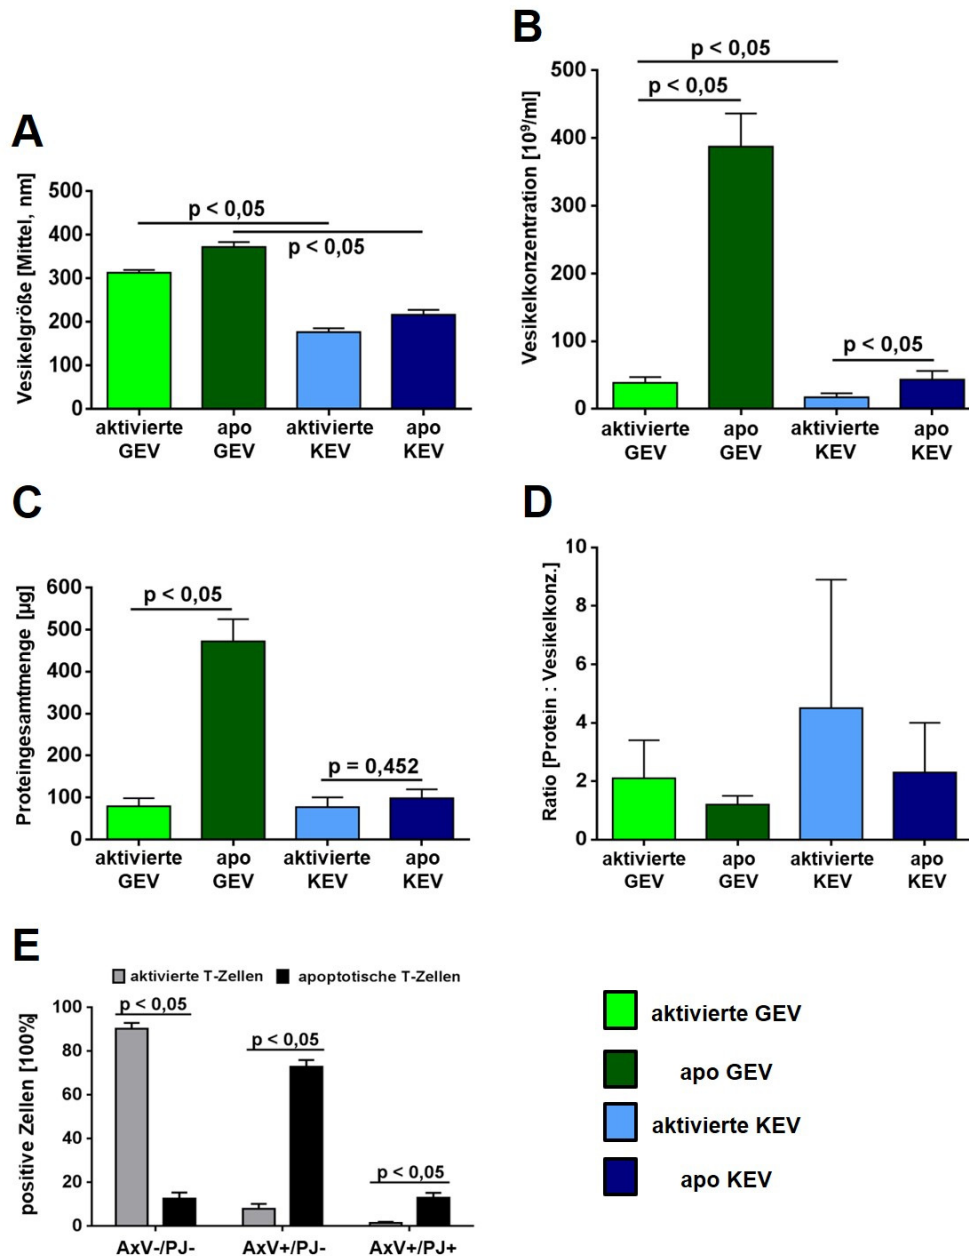 A
Vesikelgröße [Mittel, nm]
500
400
300
200
100
0
p < 0,05
p < 0,05
aktivierte GEV
apo GEV
aktivierte KEV
apo KEV
B
Vesikelkonzentration [10⁹/ml]
500
400
300
200
100
0
p < 0,05
p < 0,05
p < 0,05
aktivierte GEV
apo GEV
aktivierte KEV
apo KEV
C
Proteingesamtmenge [µg]
600
500
400
300
200
100
0
p < 0,05
p = 0,452
aktivierte GEV
apo GEV
aktivierte KEV
apo KEV
D
Ratio [Protein : Vesikelkonz.]
10
8
6
4
2
0
aktivierte GEV
apo GEV
aktivierte KEV
apo KEV
E
aktivierte T-Zellen
apoptotische T-Zellen
positive Zellen [100%]
100
80
60
40
20
0
p < 0,05
p < 0,05
p < 0,05
AxV-/PJ-
AxV+/PJ-
AxV+/PJ+
aktivierte GEV
apo GEV
aktivierte KEV
apo KEV